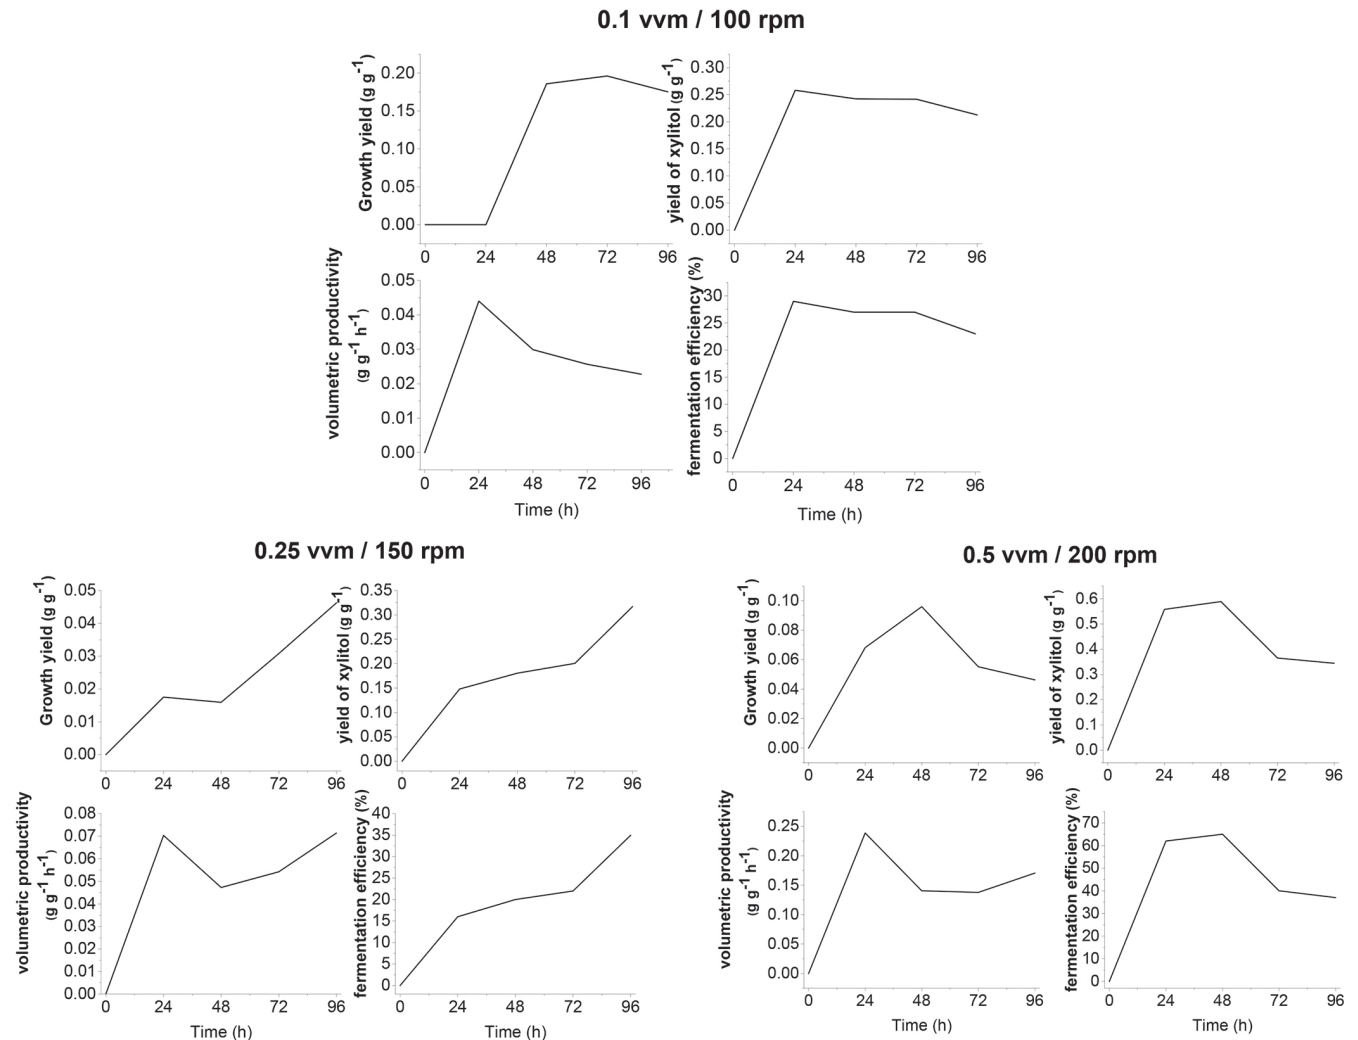 0.1 vvm / 100 rpm
Growth yield (g g-1)
0.20
0.15
0.10
0.05
0.00
0 24 48 72 96
yield of xylitol (g g-1)
0.30
0.25
0.20
0.15
0.10
0.05
0.00
0 24 48 72 96
volumetric productivity
(g g-1 h-1)
0.05
0.04
0.03
0.02
0.01
0.00
0 24 48 72 96
Time (h)
fermentation efficiency (%)
30
25
20
15
10
5
0
0 24 48 72 96
Time (h)
0.25 vvm / 150 rpm
Growth yield (g g-1)
0.05
0.04
0.03
0.02
0.01
0.00
0 24 48 72 96
yield of xylitol (g g-1)
0.35
0.30
0.25
0.20
0.15
0.10
0.05
0.00
0 24 48 72 96
volumetric productivity
(g g-1 h-1)
0.08
0.07
0.06
0.05
0.04
0.03
0.02
0.01
0.00
0 24 48 72 96
Time (h)
fermentation efficiency (%)
40
35
30
25
20
15
10
5
0
0 24 48 72 96
Time (h)
0.5 vvm / 200 rpm
Growth yield (g g-1)
0.10
0.08
0.06
0.04
0.02
0.00
0 24 48 72 96
yield of xylitol (g g-1)
0.6
0.5
0.4
0.3
0.2
0.1
0.0
0 24 48 72 96
volumetric productivity
(g g-1 h-1)
0.25
0.20
0.15
0.10
0.05
0.00
0 24 48 72 96
Time (h)
fermentation efficiency (%)
70
60
50
40
30
20
10
0
0 24 48 72 96
Time (h)